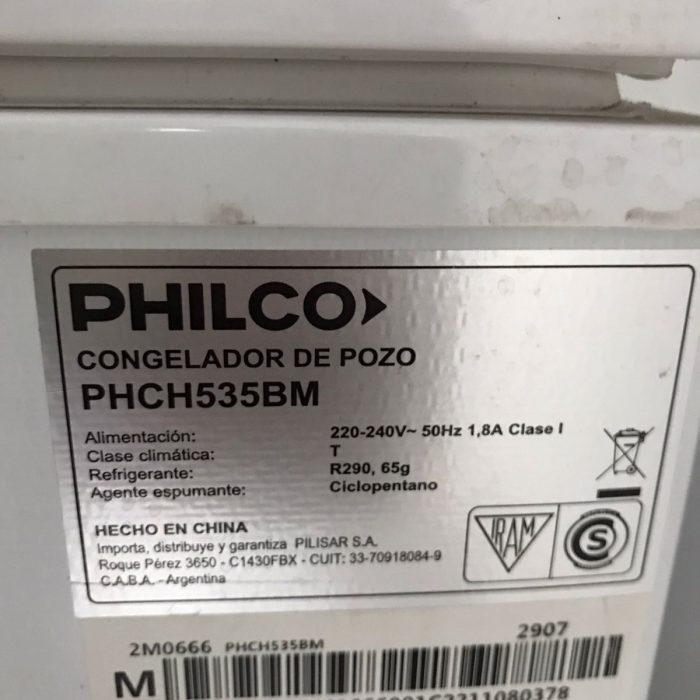 PHILCO
CONGELADOR DE POZO
PHCH535BM
Alimentación: 220-240V~ 50Hz 1,8A Clase I
Clase climática: T
Refrigerante: R290, 65g
Agente espumante: Ciclopentano
HECHO EN CHINA
Importa, distribuye y garantiza PILISAR S.A.
Roque Pérez 3650 - C1430FBX - CUIT: 33-70918084-9
C.A.B.A. - Argentina
IRAM
S
2M0666 PHCH535BM 2907
M